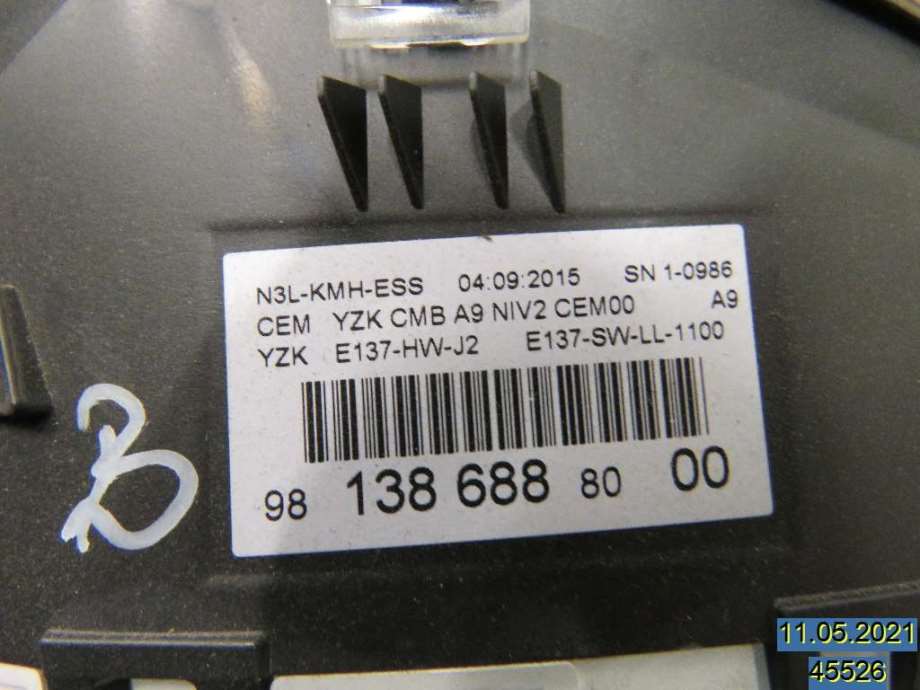 N3L-KMH-ESS 04:09:2015 SN 1-0986
CEM YZK CMB A9 NIV2 CEM00 A9
YZK E137-HW-J2 E137-SW-LL-1100
98 138 688 80 00
B
11.05.2021
45526